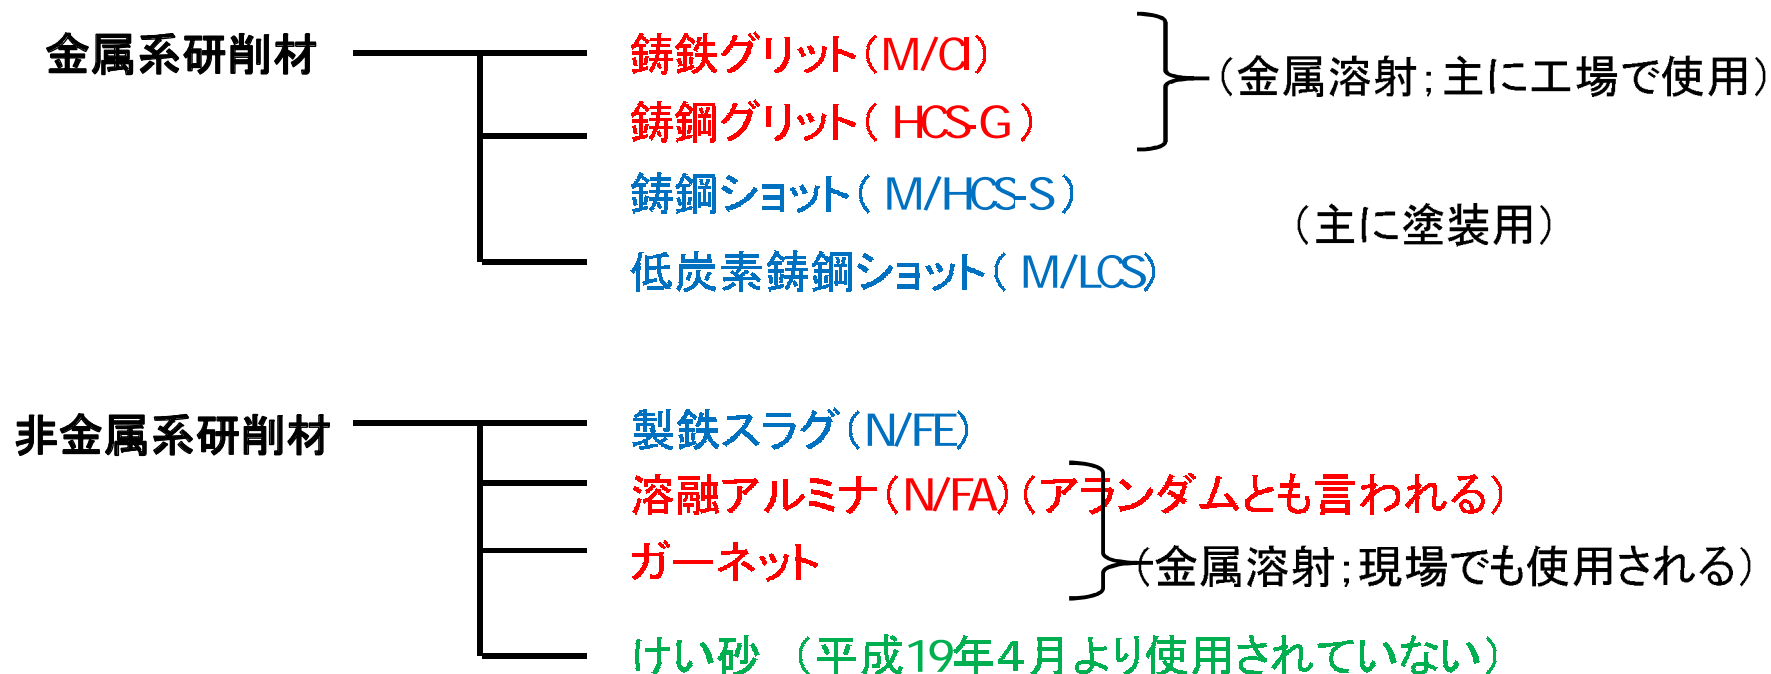 金属系研削材
鋳鉄グリット(M/CI)
(金属溶射;主に工場で使用)
鋳鋼グリット( HCS-G )
鋳鋼ショット( M/HCS-S )
(主に塗装用)
低炭素鋳鋼ショット( M/LCS)
非金属系研削材
製鉄スラグ(N/FE)
溶融アルミナ(N/FA)(アランダムとも言われる)
ガーネット
(金属溶射;現場でも使用される)
けい砂 (平成19年4月より使用されていない)